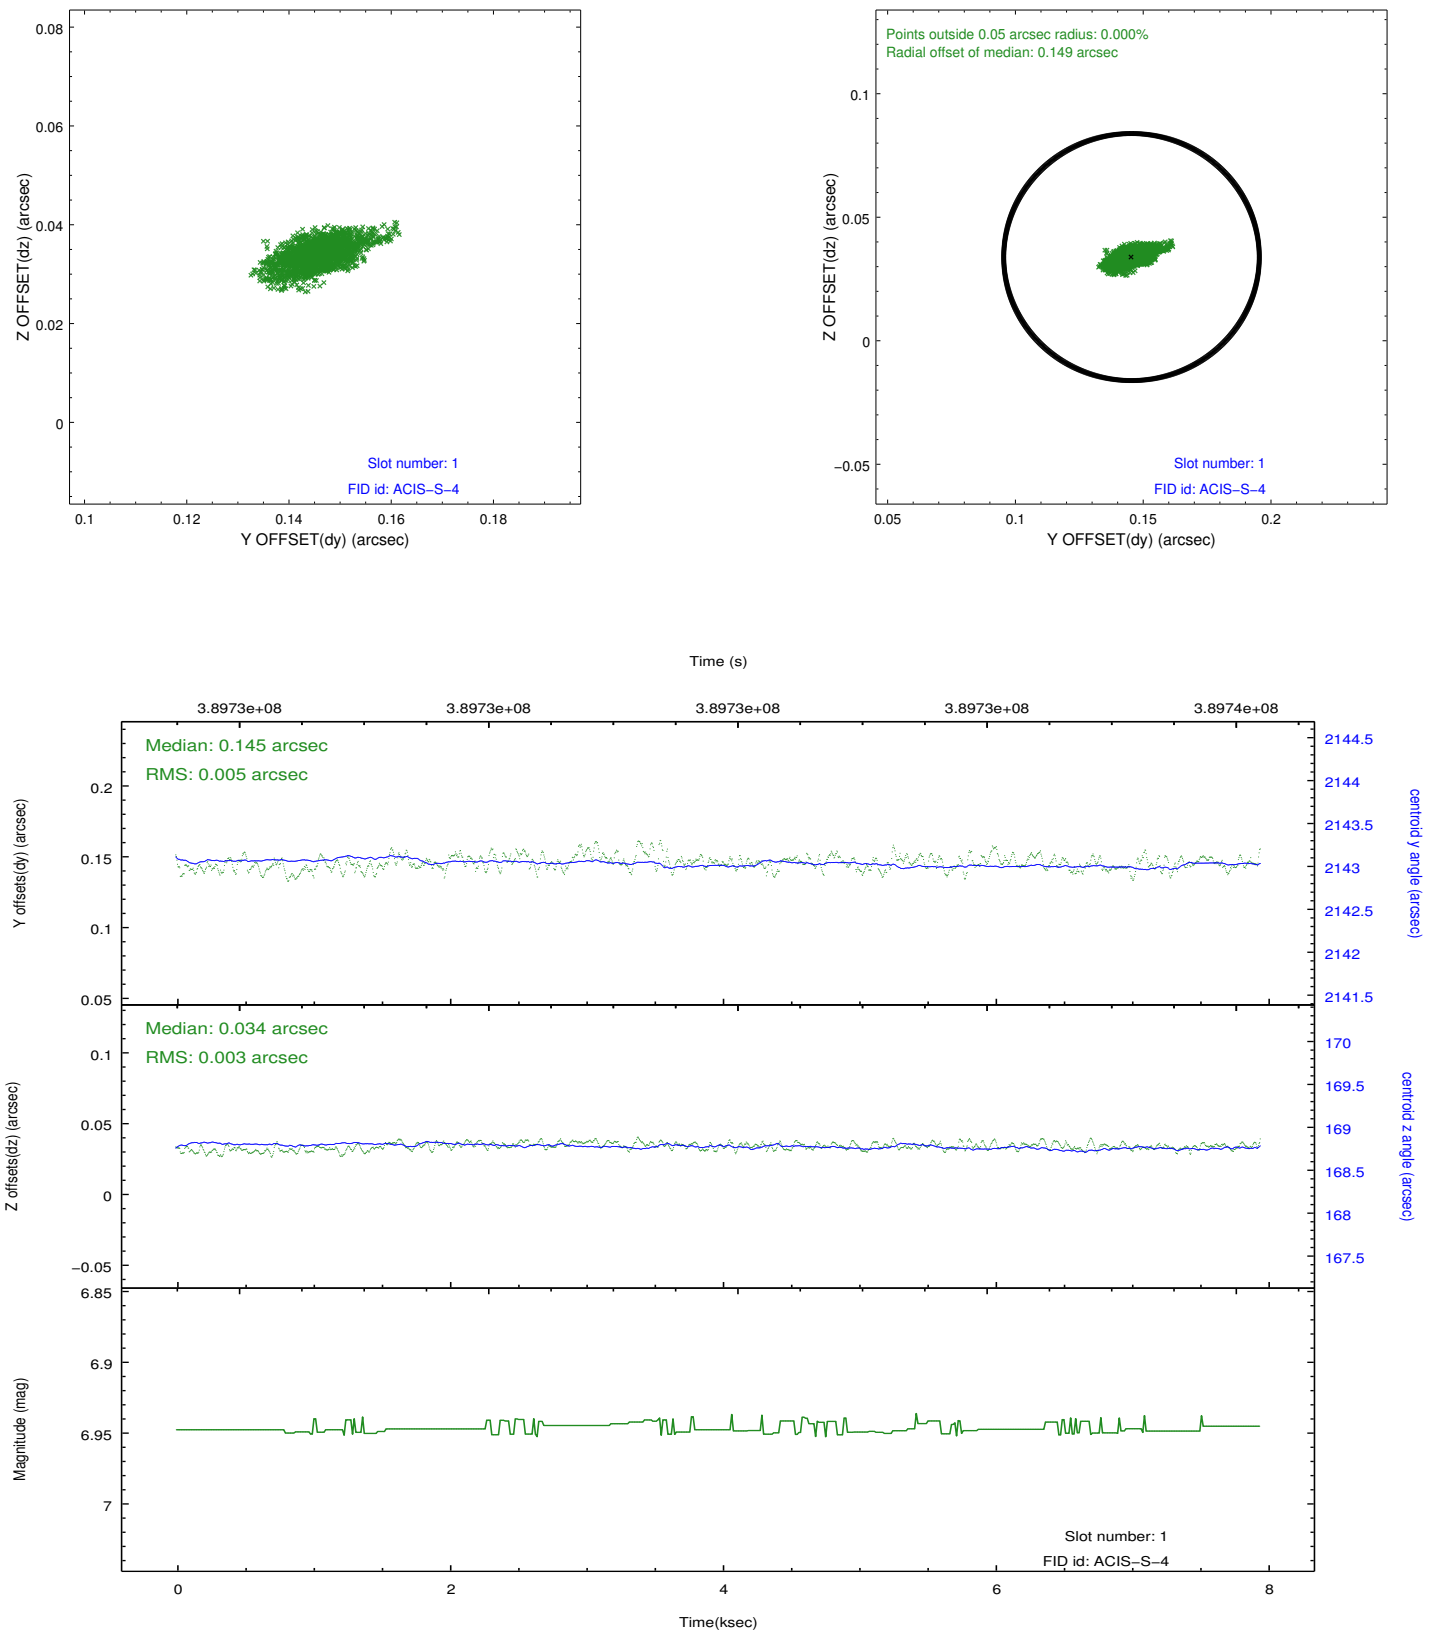 0.08
0.06
0.04
0.02
0
Z OFFSET(dz) (arcsec)
Slot number: 1
FID id: ACIS−S−4
0.1 0.12 0.14 0.16 0.18
Y OFFSET(dy) (arcsec)
Points outside 0.05 arcsec radius: 0.000%
Radial offset of median: 0.149 arcsec
0.1
0.05
0
−0.05
Z OFFSET(dz) (arcsec)
Slot number: 1
FID id: ACIS−S−4
0.05 0.1 0.15 0.2
Y OFFSET(dy) (arcsec)
Time (s)
3.8973e+08 3.8973e+08 3.8973e+08 3.8973e+08 3.8974e+08
Median: 0.145 arcsec
RMS: 0.005 arcsec
0.2
0.15
0.1
0.05
Y offsets(dy) (arcsec)
2144.5
2144
2143.5
2143
2142.5
2142
2141.5
centroid y angle (arcsec)
Median: 0.034 arcsec
RMS: 0.003 arcsec
0.1
0.05
0
−0.05
Z offsets(dz) (arcsec)
170
169.5
169
168.5
168
167.5
centroid z angle (arcsec)
6.85
6.9
6.95
7
Magnitude (mag)
Slot number: 1
FID id: ACIS−S−4
0 2 4 6 8
Time(ksec)